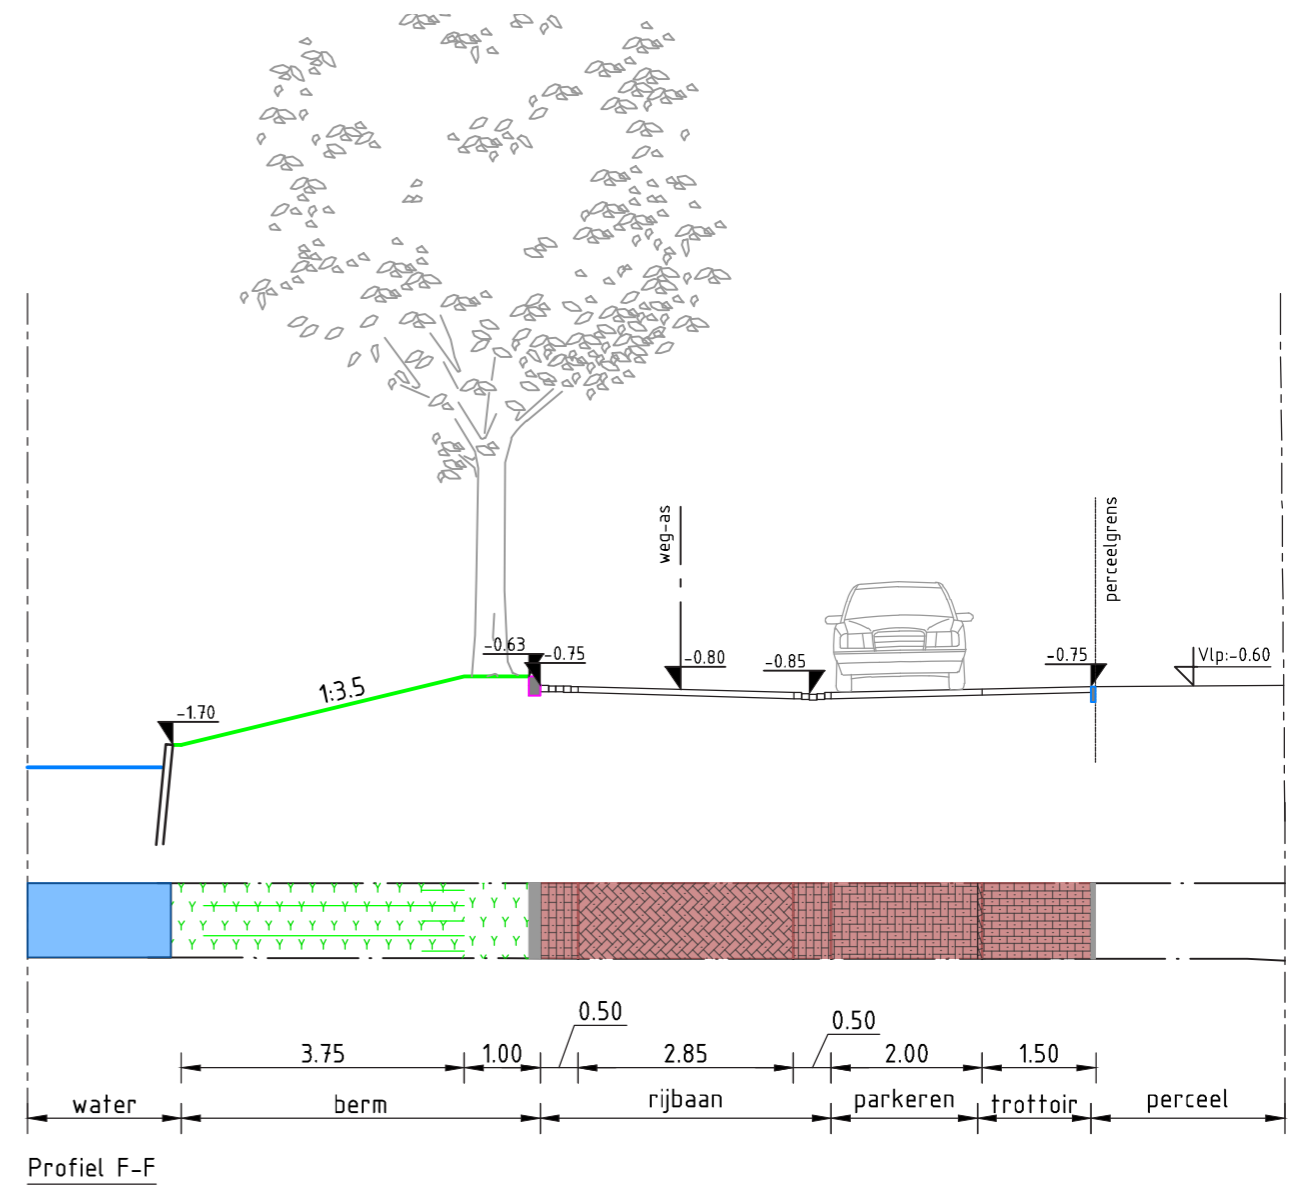 weg-as
perceelgrens
-0.63
-0.75
-0.80
-0.85
-0.75
Vlp:-0.60
1:3.5
-1.70
0.50
0.50
3.75
1.00
2.85
2.00
1.50
water
berm
rijbaan
parkeren
trottoir
perceel
Profiel F-F